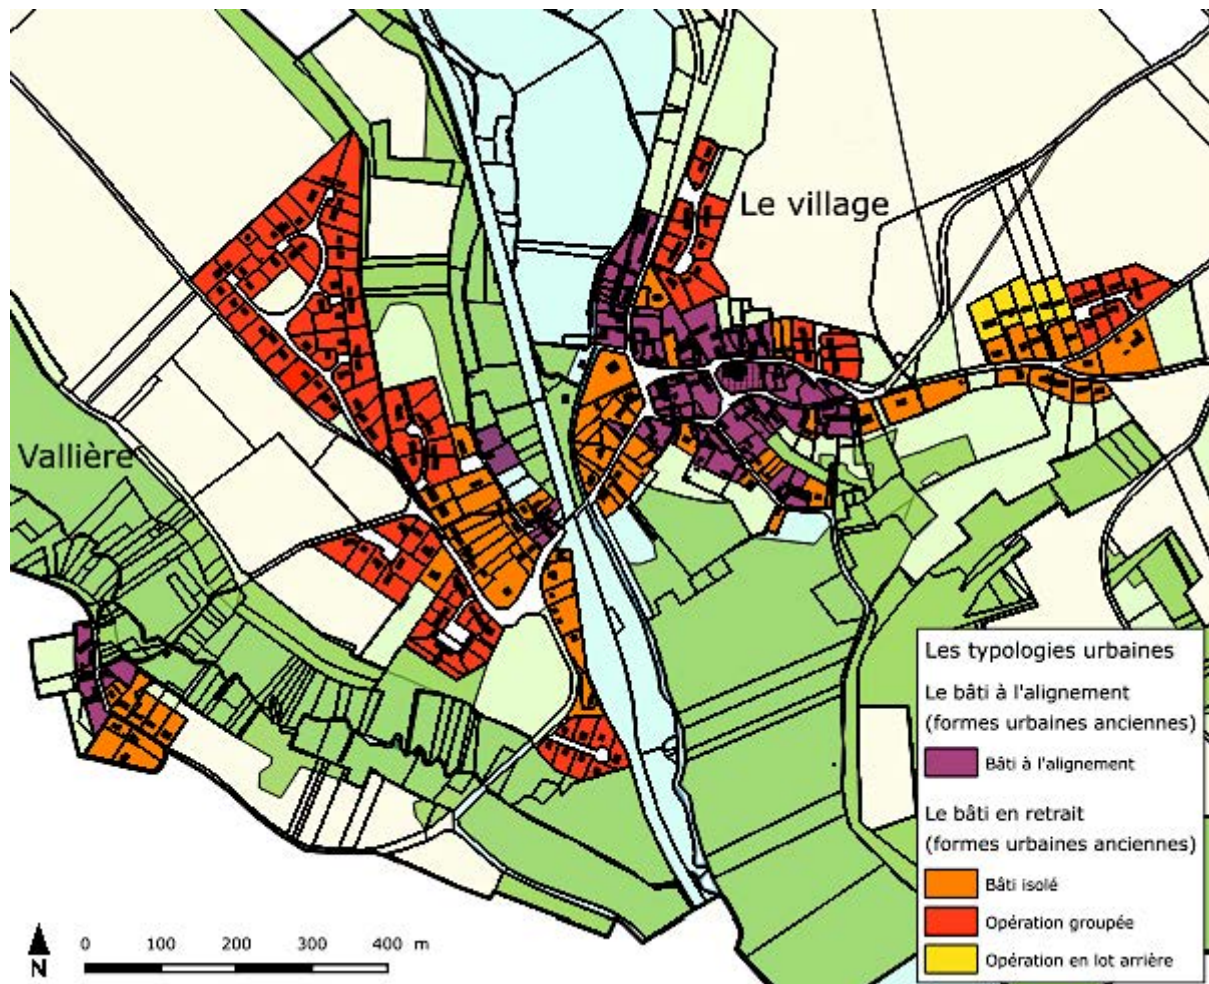 Le village
Vallière
Les typologies urbaines
Le bâti à l'alignement
(formes urbaines anciennes)
Bâti à l'alignement
Le bâti en retrait
(formes urbaines anciennes)
Bâti isolé
Opération groupée
Opération en lot arrière
0 100 200 300 400 m
N